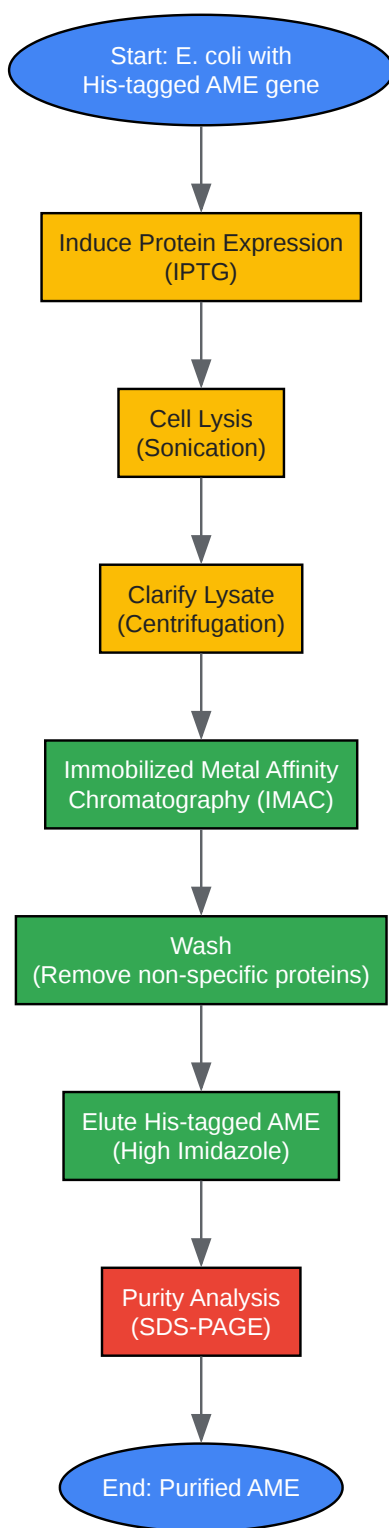 Start: E. coli with
His-tagged AME gene
Induce Protein Expression
(IPTG)
Cell Lysis
(Sonication)
Clarify Lysate
(Centrifugation)
Immobilized Metal Affinity
Chromatography (IMAC)
Wash
(Remove non-specific proteins)
Elute His-tagged AME
(High Imidazole)
Purity Analysis
(SDS-PAGE)
End: Purified AME